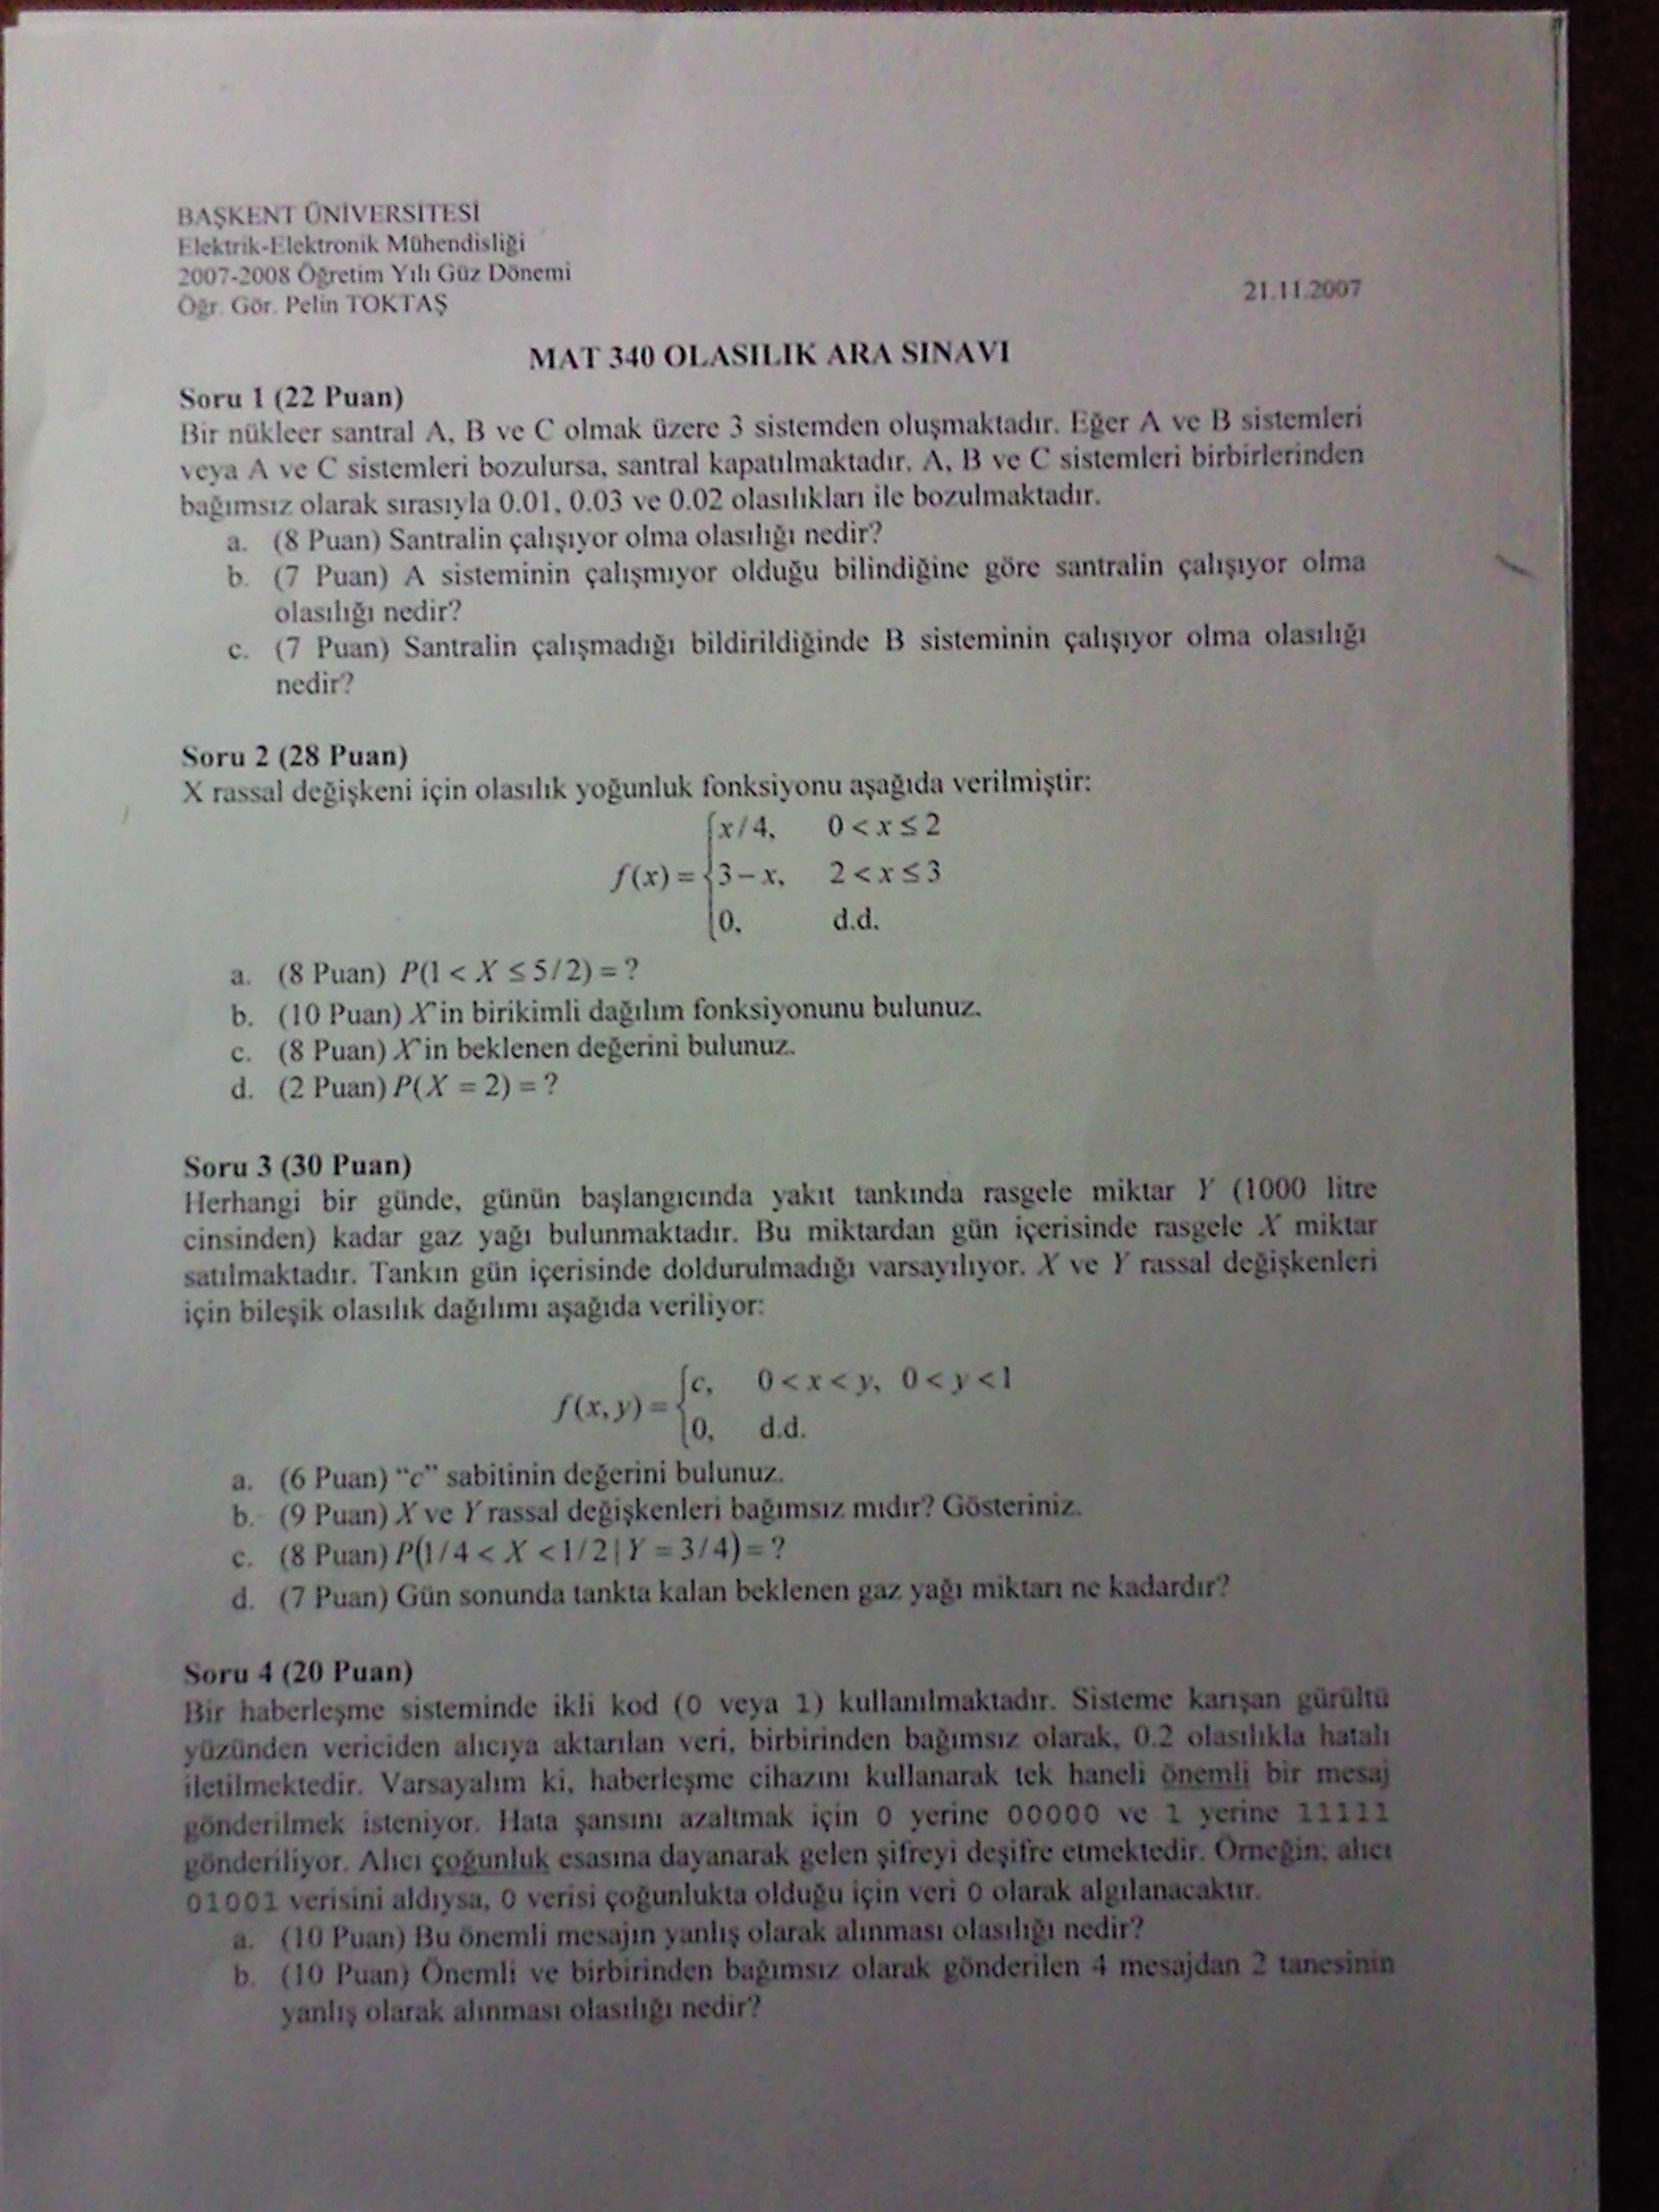 BAŞKENT ÜNİVERSİTESİ
Elektrik-Elektronik Mühendisliği
2007-2008 Öğretim Yılı Güz Dönemi
Öğr. Gör. Pelin TOKTAŞ
21.11.2007
MAT 340 OLASILIK ARA SINAVI
Soru 1 (22 Puan)
Bir nükleer santral A, B ve C olmak üzere 3 sistemden oluşmaktadır. Eğer A ve B sistemleri
veya A ve C sistemleri bozulursa, santral kapatılmaktadır. A, B ve C sistemleri birbirlerinden
bağımsız olarak sırasıyla 0.01, 0.03 ve 0.02 olasılıkları ile bozulmaktadır.
a. (8 Puan) Santralin çalışıyor olma olasılığı nedir?
b. (7 Puan) A sisteminin çalışmıyor olduğu bilindiğine göre santralin çalışıyor olma
olasılığı nedir?
c. (7 Puan) Santralin çalışmadığı bildirildiğinde B sisteminin çalışıyor olma olasılığı
nedir?
Soru 2 (28 Puan)
X rassal değişkeni için olasılık yoğunluk fonksiyonu aşağıda verilmiştir:
f(x) = { x/4, 0 < x ≤ 2
3 − x, 2 < x ≤ 3
0, d.d.
a. (8 Puan) P(1 < X ≤ 5/2) = ?
b. (10 Puan) X'in birikimli dağılım fonksiyonunu bulunuz.
c. (8 Puan) X'in beklenen değerini bulunuz.
d. (2 Puan) P(X = 2) = ?
Soru 3 (30 Puan)
Herhangi bir günde, günün başlangıcında yakıt tankında rasgele miktar Y (1000 litre
cinsinden) kadar gaz yağı bulunmaktadır. Bu miktardan gün içerisinde rasgele X miktar
satılmaktadır. Tankın gün içerisinde doldurulmadığı varsayılıyor. X ve Y rassal değişkenleri
için bileşik olasılık dağılımı aşağıda veriliyor:
f(x, y) = { c, 0 < x < y, 0 < y < 1
0, d.d.
a. (6 Puan) “c” sabitinin değerini bulunuz.
b. (9 Puan) X ve Y rassal değişkenleri bağımsız mıdır? Gösteriniz.
c. (8 Puan) P(1/4 < X < 1/2 | Y = 3/4) = ?
d. (7 Puan) Gün sonunda tankta kalan beklenen gaz yağı miktarı ne kadardır?
Soru 4 (20 Puan)
Bir haberleşme sisteminde ikli kod (0 veya 1) kullanılmaktadır. Sisteme karışan gürültü
yüzünden vericiden alıcıya aktarılan veri, birbirinden bağımsız olarak, 0.2 olasılıkla hatalı
iletilmektedir. Varsayalım ki, haberleşme cihazını kullanarak tek haneli önemli bir mesaj
gönderilmek isteniyor. Hata şansını azaltmak için 0 yerine 00000 ve 1 yerine 11111
gönderiliyor. Alıcı çoğunluk esasına dayanarak gelen şifreyi deşifre etmektedir. Örneğin, alıcı
01001 verisini aldıysa, 0 verisi çoğunlukta olduğu için veri 0 olarak algılanacaktır.
a. (10 Puan) Bu önemli mesajın yanlış olarak alınması olasılığı nedir?
b. (10 Puan) Önemli ve birbirinden bağımsız olarak gönderilen 4 mesajdan 2 tanesinin
yanlış olarak alınması olasılığı nedir?